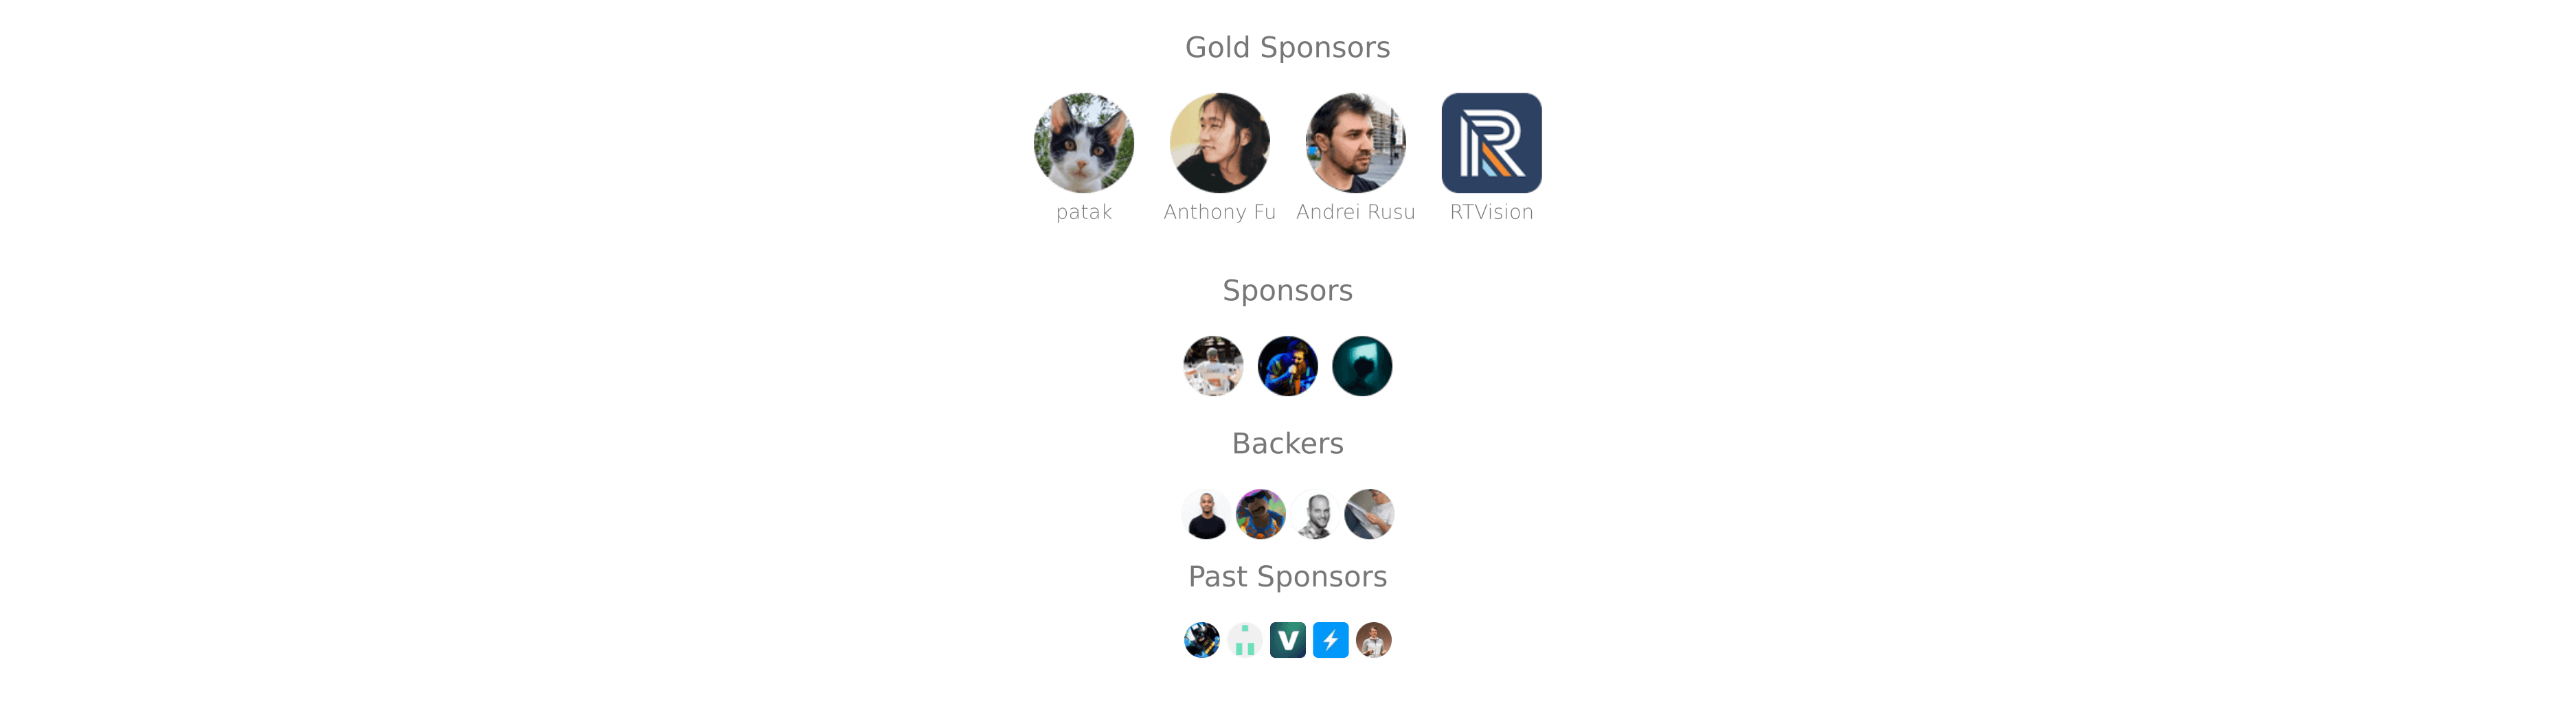 Gold Sponsors
patak
Anthony Fu
Andrei Rusu
RTVision
Sponsors
Backers
Past Sponsors